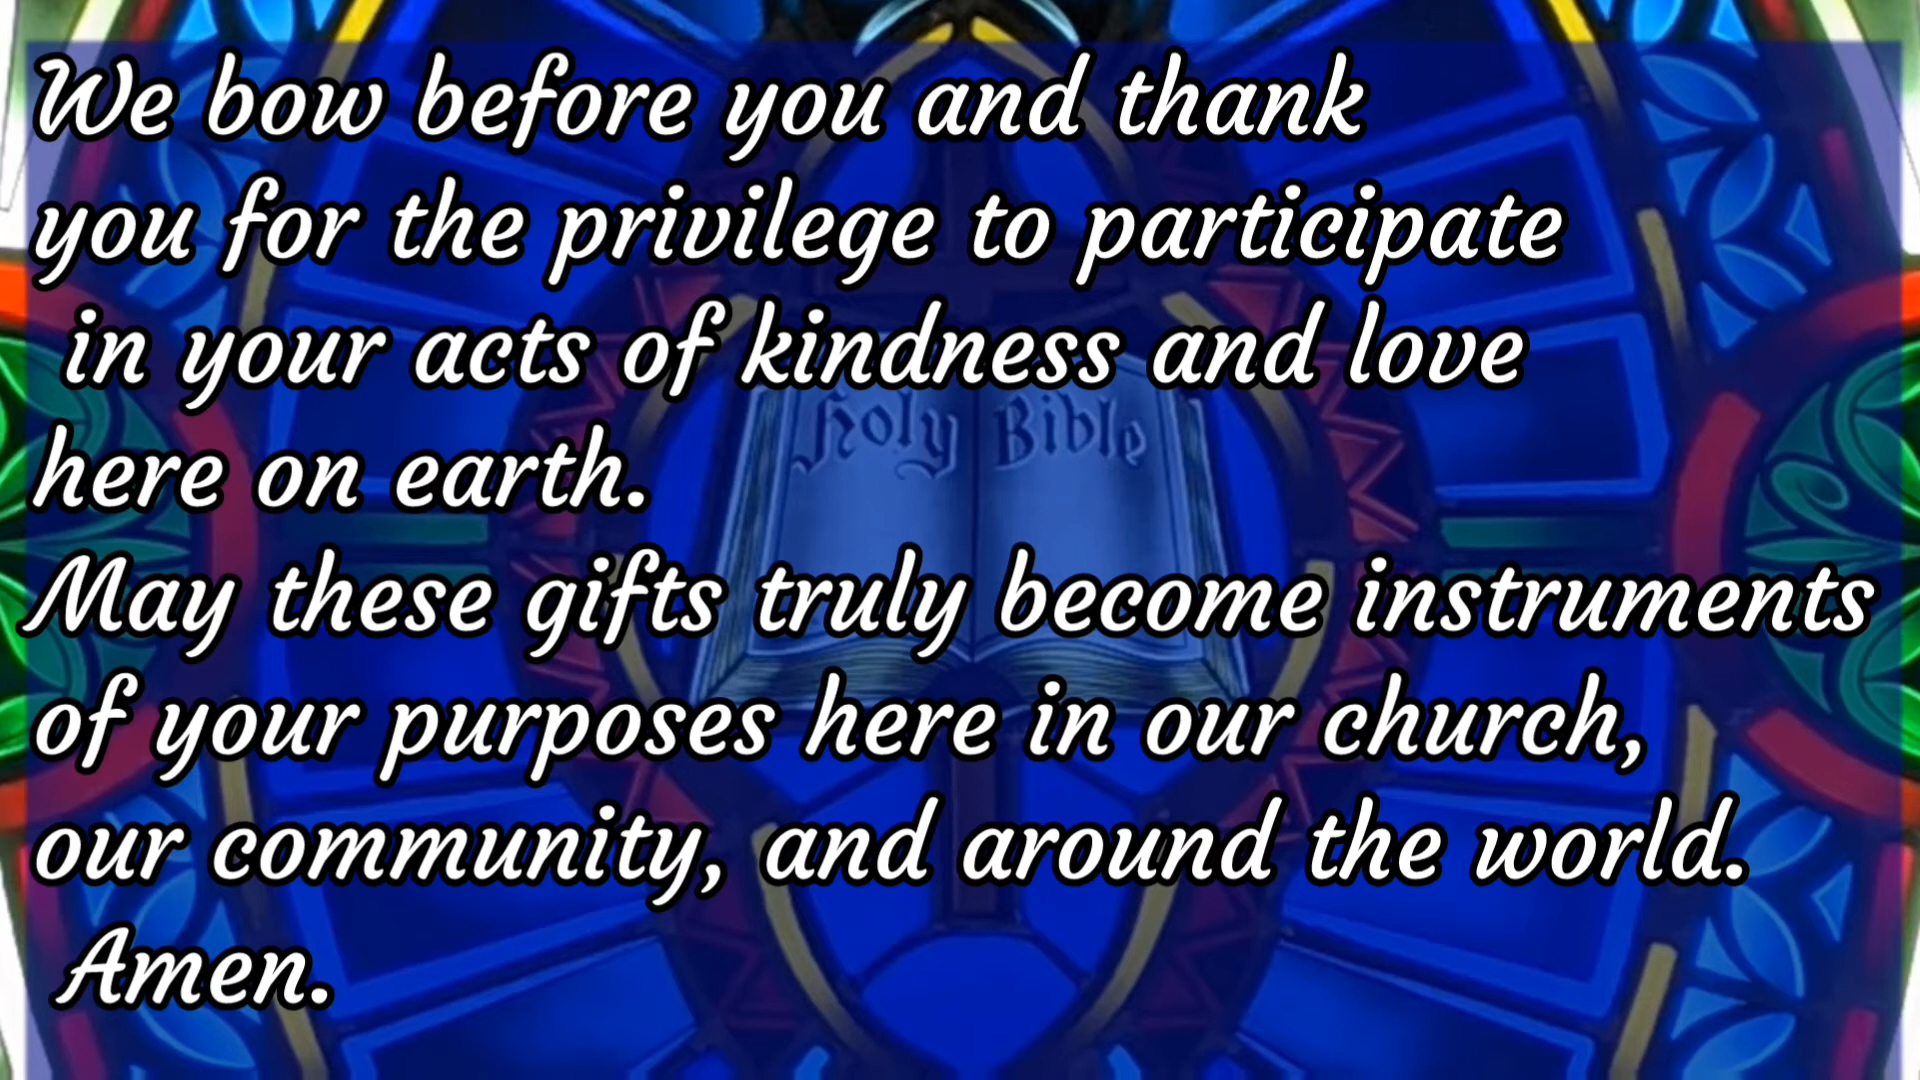 We bow before you and thank
you for the privilege to participate
in your acts of kindness and love
here on earth.
Holy Bible
May these gifts truly become instruments
of your purposes here in our church,
our community, and around the world.
Amen.